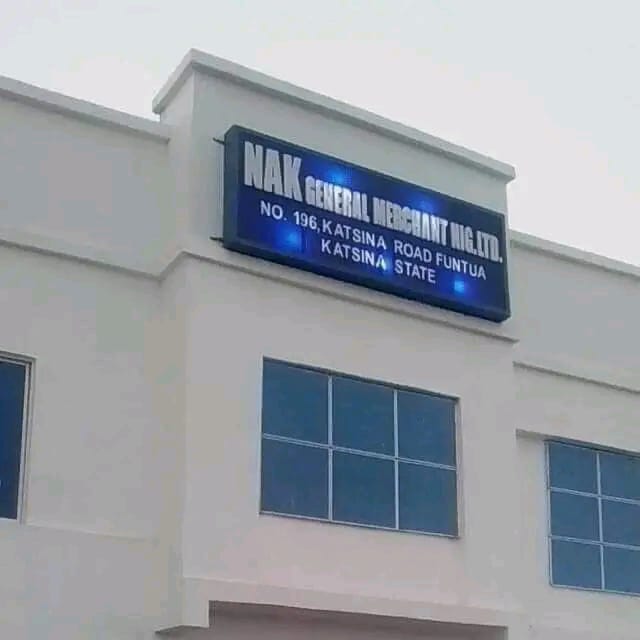 NAK GENERAL MERCHANT NIG.LTD.
NO. 196,KATSINA ROAD FUNTUA
KATSINA STATE